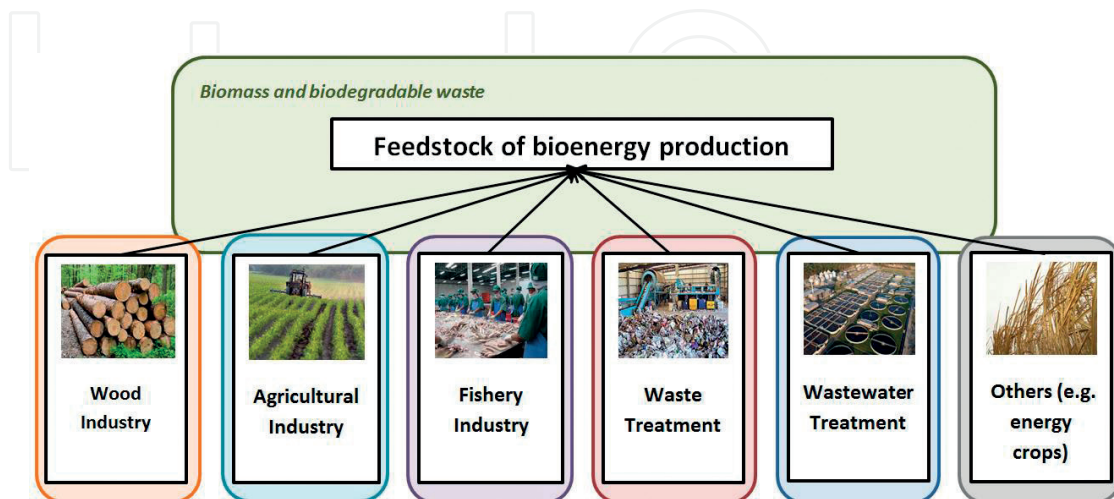 Biomass and biodegradable waste
Feedstock of bioenergy production
Wood
Industry
Agricultural
Industry
Fishery
Industry
Waste
Treatment
Wastewater
Treatment
Others (e.g.
energy
crops)